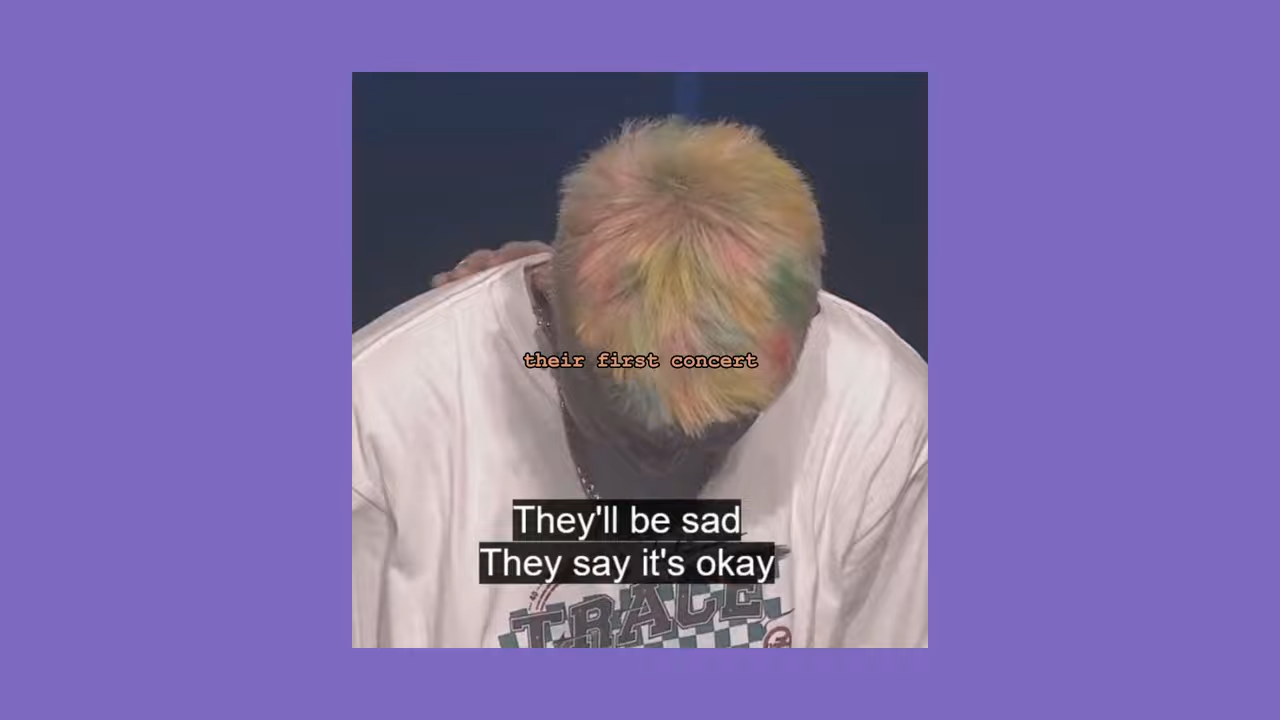 their first concert
They'll be sad
They say it's okay
TRACE